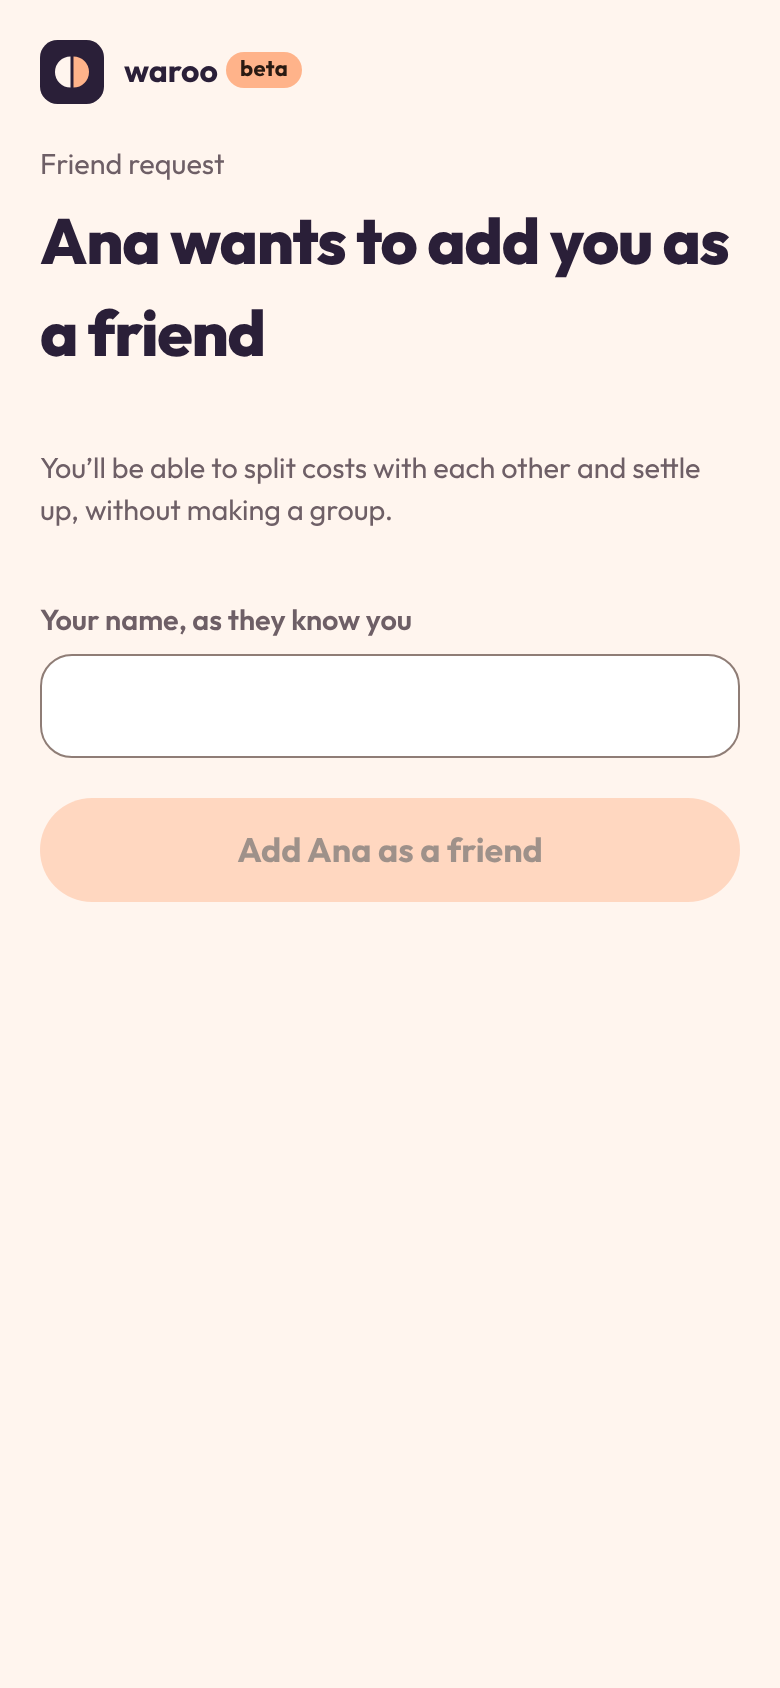 waroo beta
Friend request
Ana wants to add you as
a friend
You’ll be able to split costs with each other and settle
up, without making a group.
Your name, as they know you
Add Ana as a friend